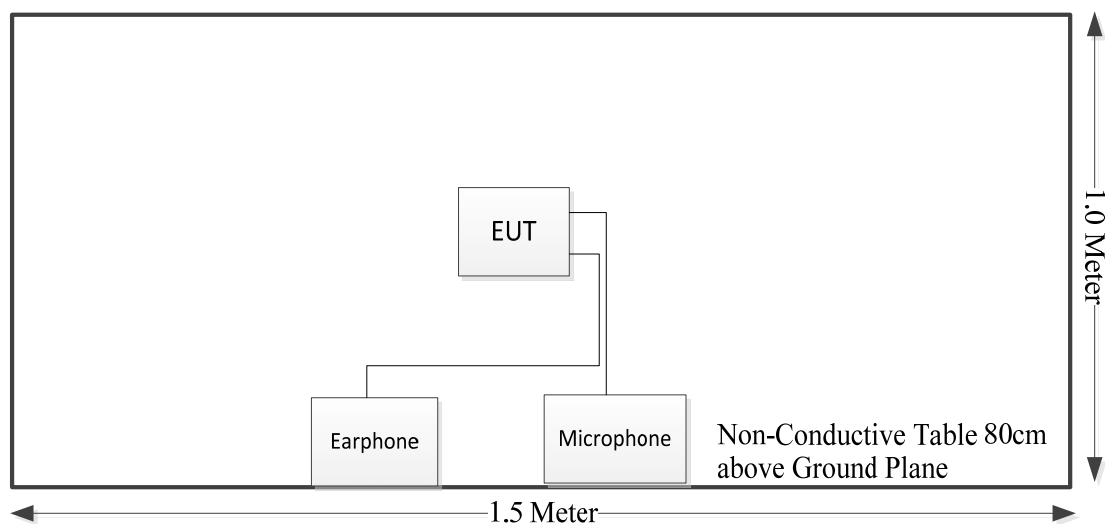 EUT
1.0 Meter
Earphone
Microphone
Non-Conductive Table 80cm
above Ground Plane
1.5 Meter